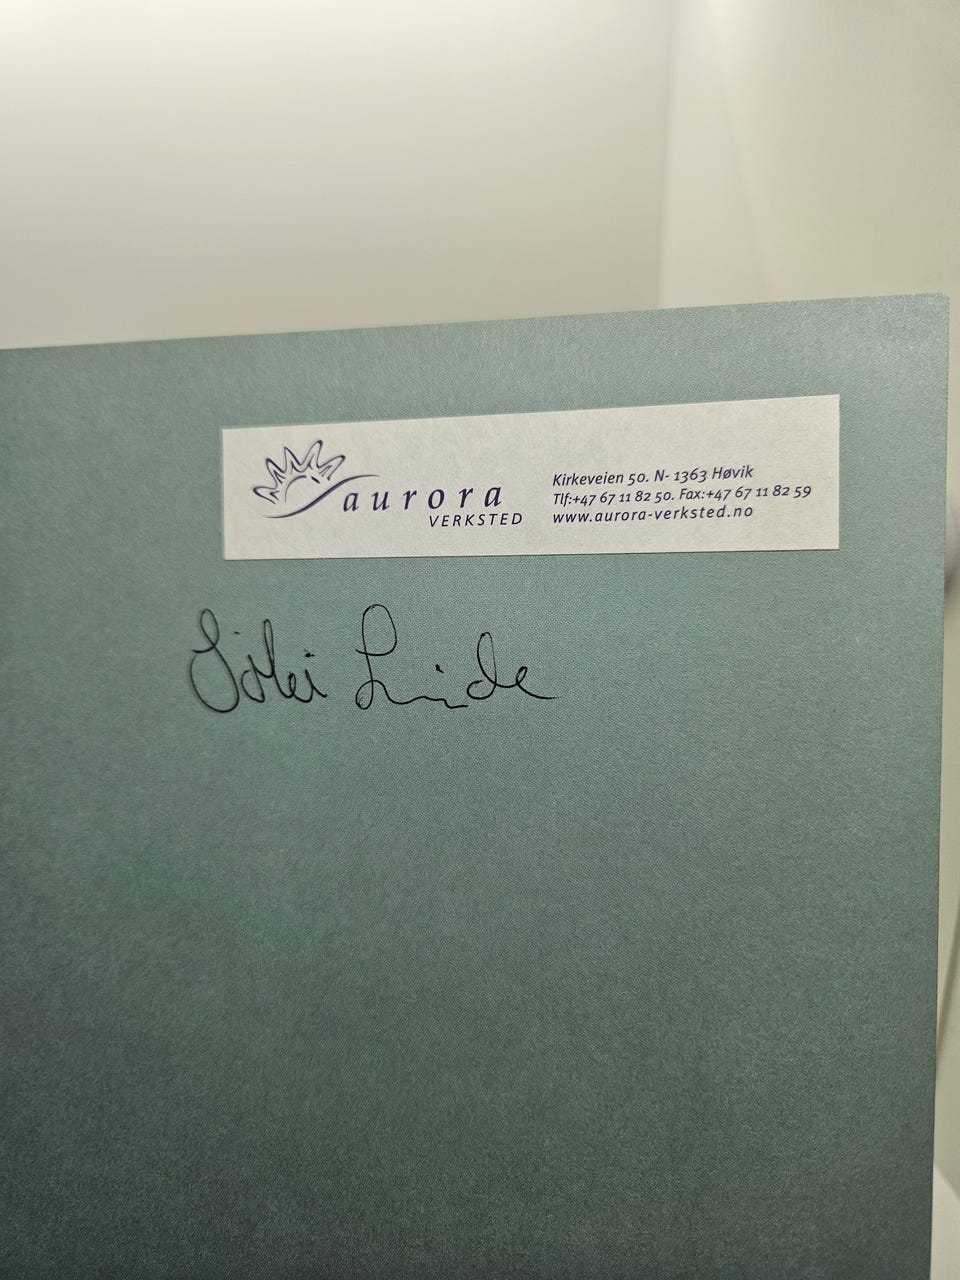 aurora
VERKSTED
Kirkeveien 50. N- 1363 Høvik
Tlf:+47 67 11 82 50. Fax:+47 67 11 82 59
www.aurora-verksted.no
Linde